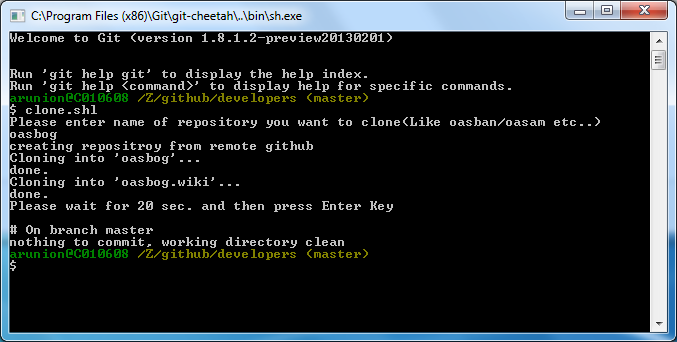 C:\Program Files (x86)\Git\git-cheetah\..\bin\sh.exe
Welcome to Git (version 1.8.1.2-preview20130201)
Run 'git help git' to display the help index.
Run 'git help <command>' to display help for specific commands.
arunion@C010608 /Z/github/developers (master)
$ clone.shl
Please enter name of repository you want to clone(Like oasban/oasam etc..)
oasbog
creating repositroy from remote github
Cloning into 'oasbog'...
done.
Cloning into 'oasbog.wiki'...
done.
Please wait for 20 sec. and then press Enter Key
# On branch master
nothing to commit, working directory clean
arunion@C010608 /Z/github/developers (master)
$